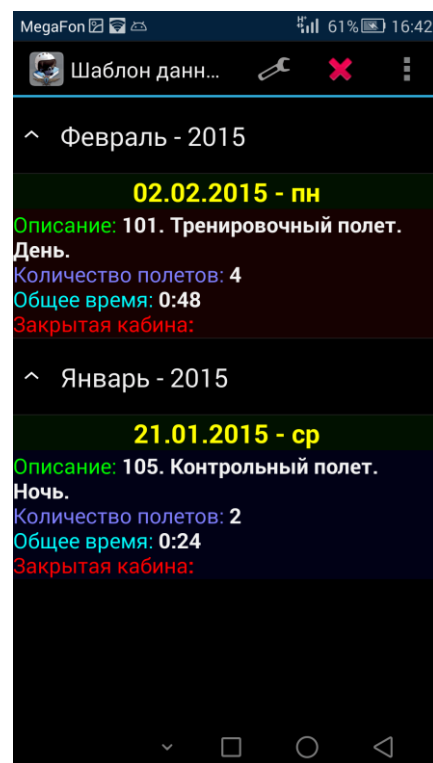 MegaFon 61% 16:42
Шаблон данн...
Февраль - 2015
02.02.2015 - пн
Описание: 101. Тренировочный полет.
День.
Количество полетов: 4
Общее время: 0:48
Закрытая кабина:
Январь - 2015
21.01.2015 - ср
Описание: 105. Контрольный полет.
Ночь.
Количество полетов: 2
Общее время: 0:24
Закрытая кабина: